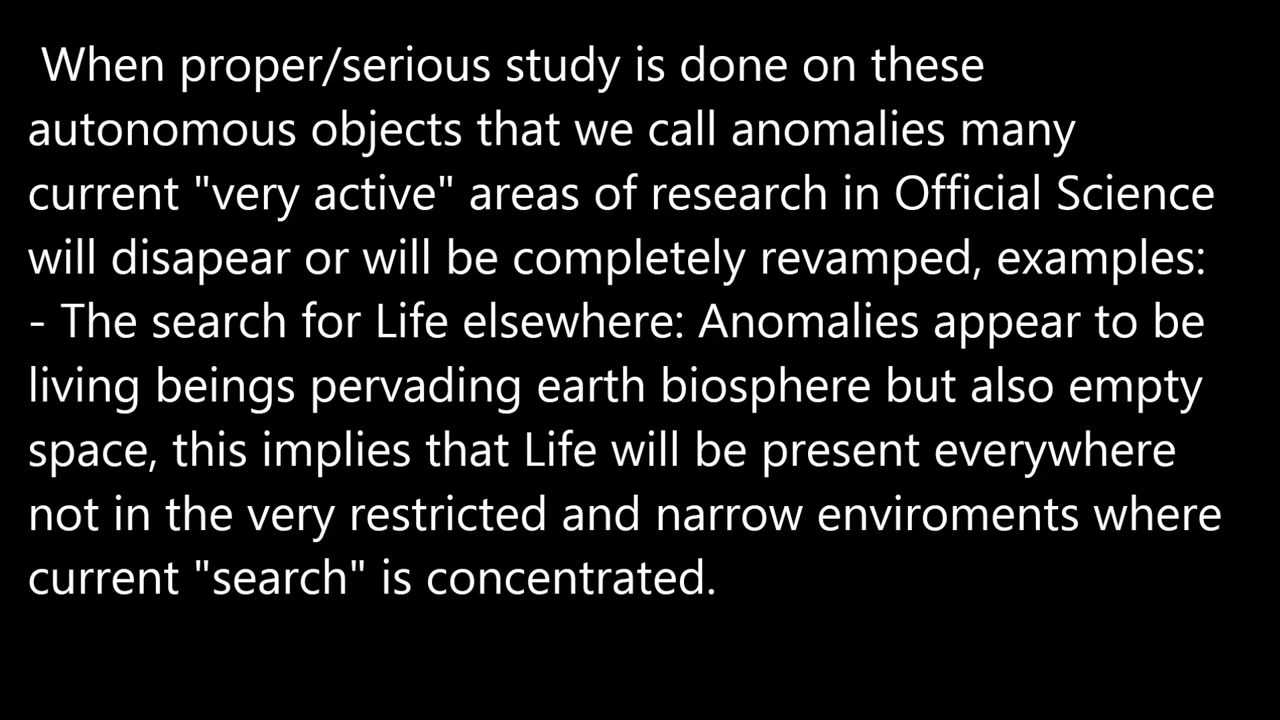 When proper/serious study is done on these
autonomous objects that we call anomalies many
current "very active" areas of research in Official Science
will disapear or will be completely revamped, examples:
- The search for Life elsewhere: Anomalies appear to be
living beings pervading earth biosphere but also empty
space, this implies that Life will be present everywhere
not in the very restricted and narrow enviroments where
current "search" is concentrated.